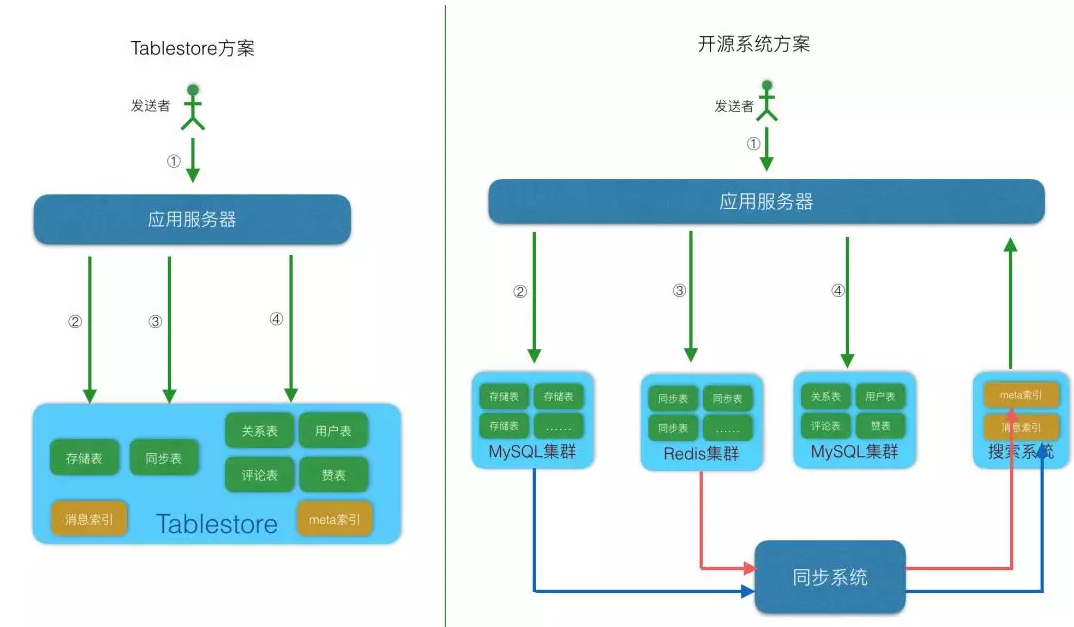 Tablestore方案
发送者
①
应用服务器
②
③
④
存储表
同步表
关系表
用户表
评论表
赞表
消息索引
Tablestore
meta索引
开源系统方案
发送者
①
应用服务器
②
③
④
存储表
存储表
存储表
......
MySQL集群
同步表
同步表
同步表
......
Redis集群
关系表
用户表
评论表
赞表
MySQL集群
meta索引
消息索引
搜索系统
同步系统